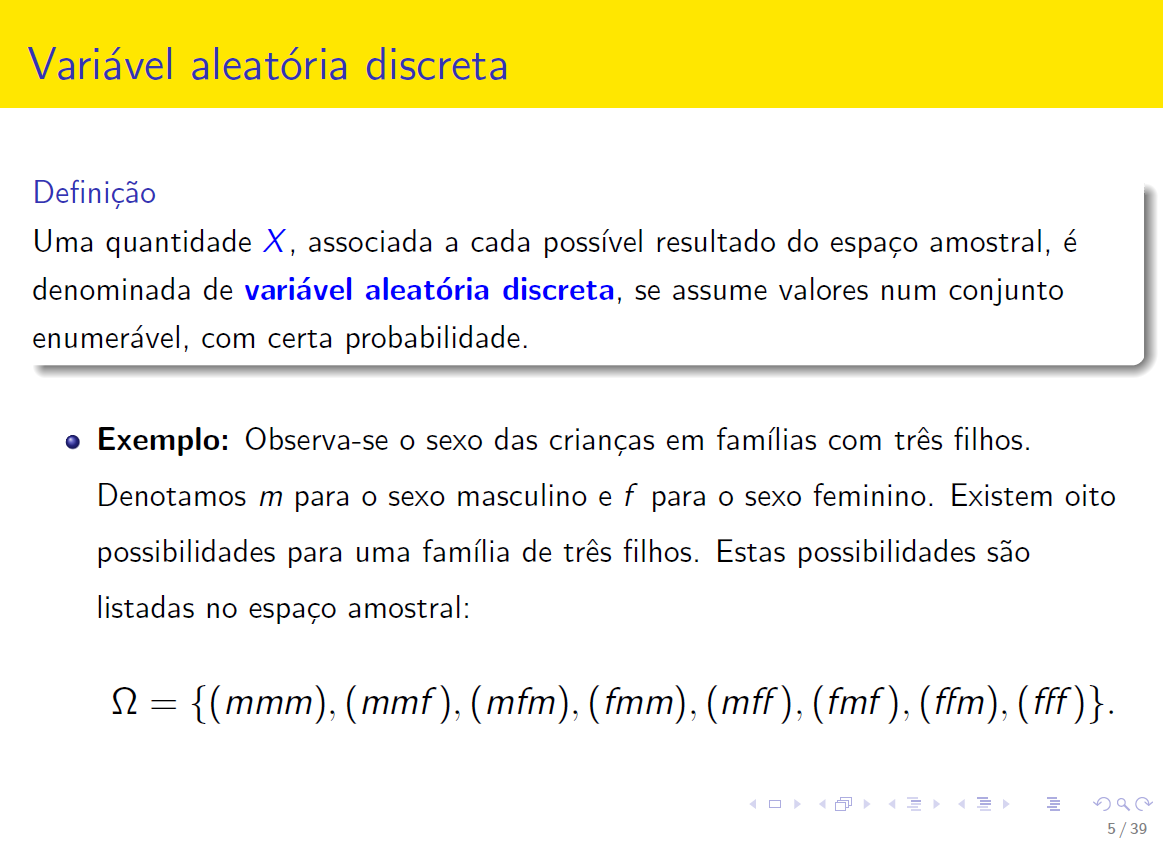 Variável aleatória discreta
Definição
Uma quantidade X, associada a cada possível resultado do espaço amostral, é
denominada de variável aleatória discreta, se assume valores num conjunto
enumerável, com certa probabilidade.
Exemplo: Observa-se o sexo das crianças em famílias com três filhos.
Denotamos m para o sexo masculino e f para o sexo feminino. Existem oito
possibilidades para uma família de três filhos. Estas possibilidades são
listadas no espaço amostral:
Ω = {(mmm), (mmf), (mfm), (fmm), (mff), (fmf), (ffm), (fff)}.
5 / 39